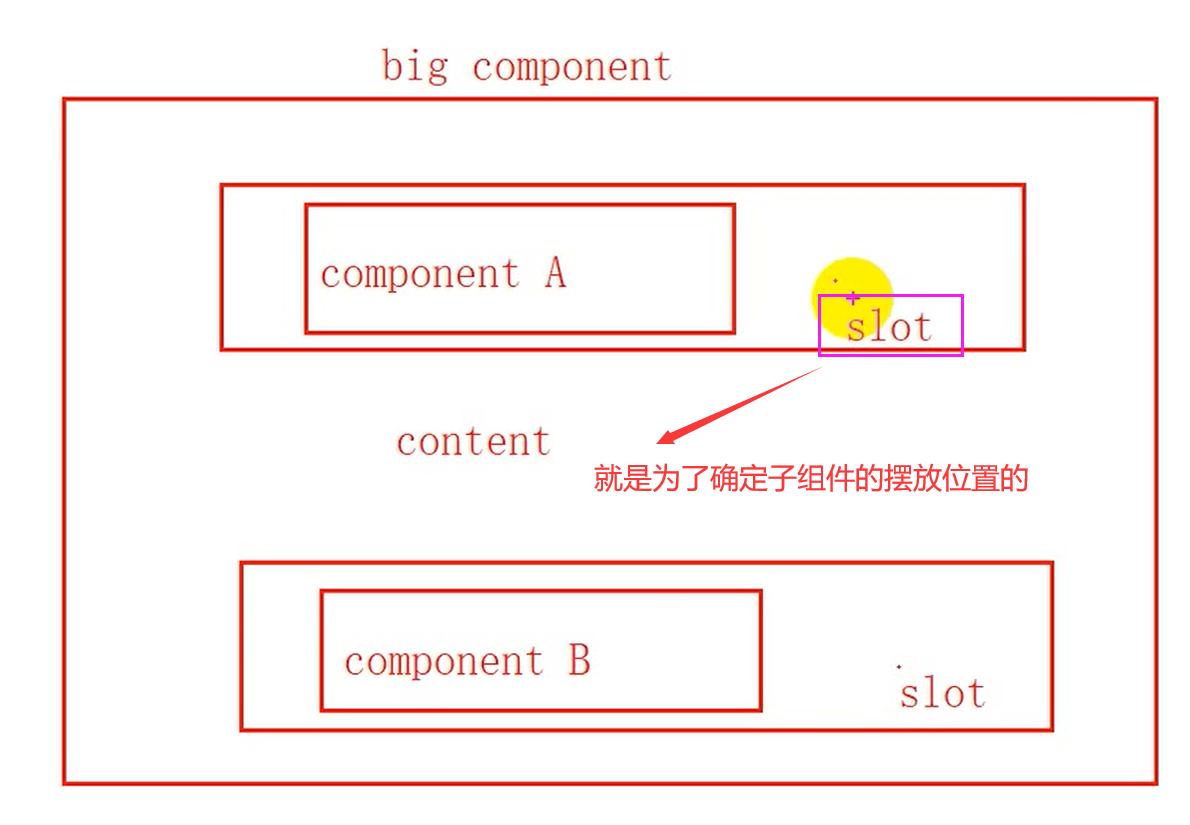 big component
component A
slot
content
就是为了确定子组件的摆放位置的
component B
slot